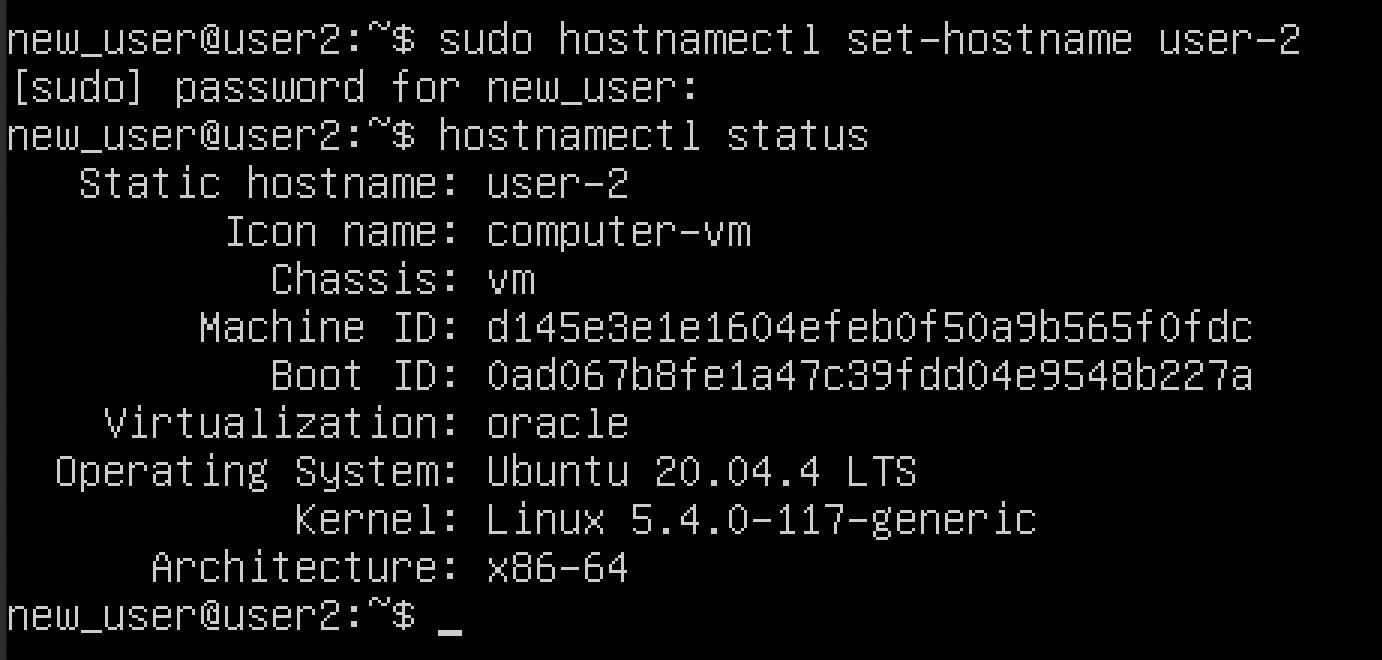 new_user@user2:~$ sudo hostnamectl set-hostname user-2
[sudo] password for new_user:
new_user@user2:~$ hostnamectl status
Static hostname: user-2
Icon name: computer-vm
Chassis: vm
Machine ID: d145e3e1e1604efeb0f50a9b565f0fdc
Boot ID: 0ad067b8fe1a47c39fdd04e9548b227a
Virtualization: oracle
Operating System: Ubuntu 20.04.4 LTS
Kernel: Linux 5.4.0-117-generic
Architecture: x86-64
new_user@user2:~$ _